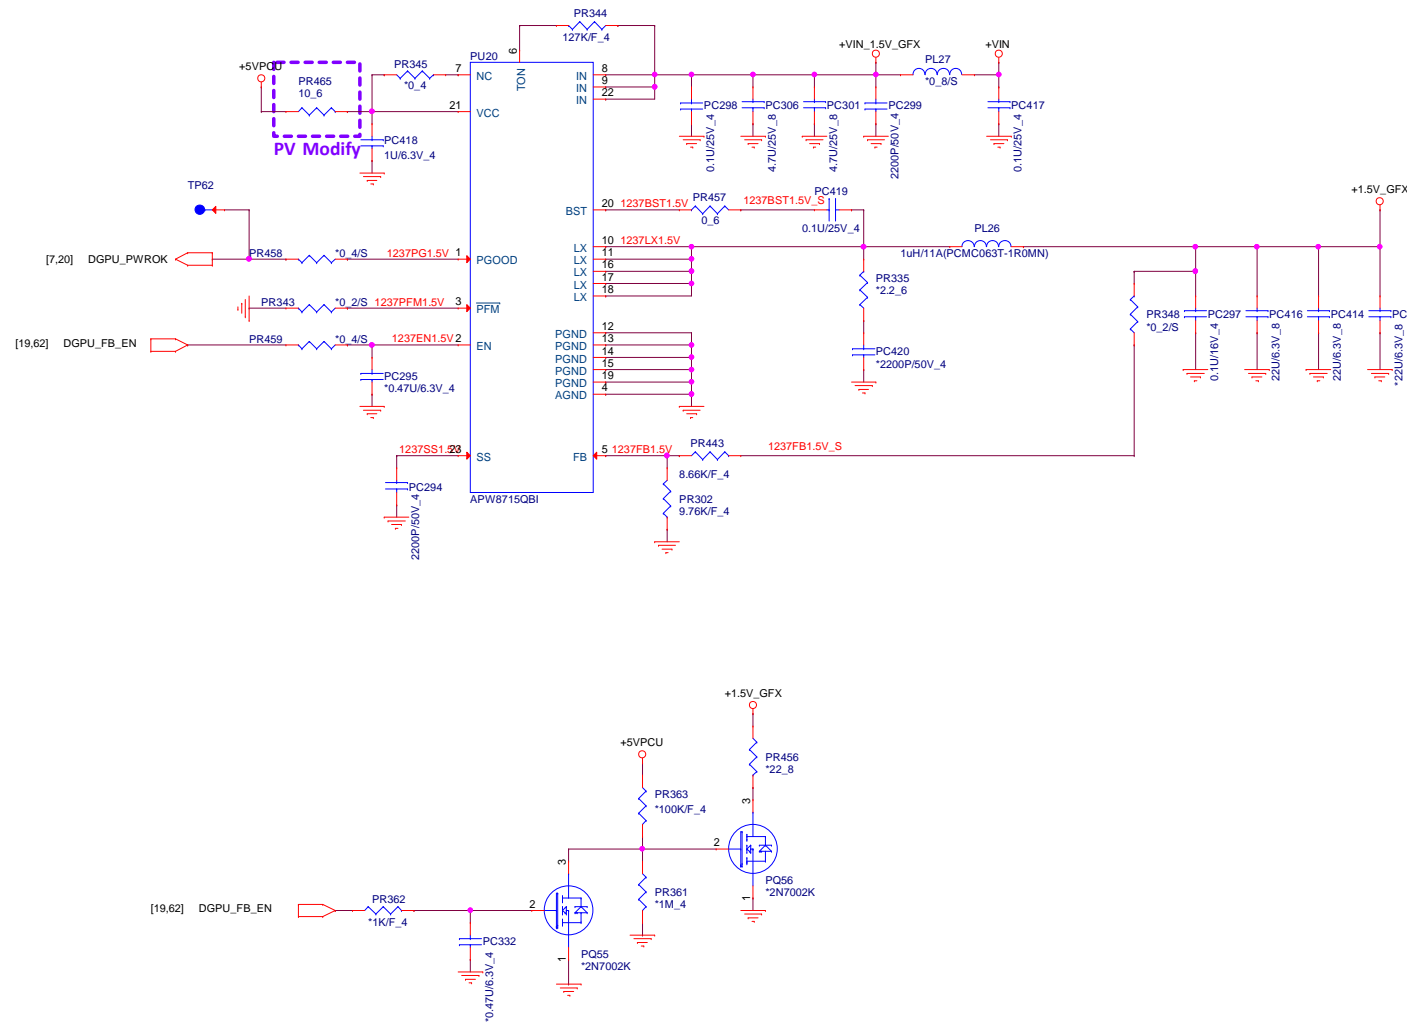 PR344
127K/F_4
6
TON
PU20
+5VPCU
PR465
10_6
PV Modify
PR345
*0_4
7
NC
21
VCC
PC418
1U/6.3V_4
8
IN
9
IN
22
IN
+VIN_1.5V_GFX
PL27
*0_8/S
+VIN
PC298
0.1U/25V_4
PC306
4.7U/25V_8
PC301
4.7U/25V_8
PC299
2200P/50V_4
PC417
0.1U/25V_4
TP62
BST
20
1237BST1.5V
PR457
0_6
1237BST1.5V_S
PC419
0.1U/25V_4
+1.5V_GFX
LX
10
1237LX1.5V
LX
11
LX
16
LX
17
LX
18
PL26
1uH/11A(PCMC063T-1R0MN)
[7,20]
DGPU_PWROK
PR458
*0_4/S
1237PG1.5V
1
PGOOD
PR343
*0_2/S
1237PFM1.5V
3
PFM
[19,62]
DGPU_FB_EN
PR459
*0_4/S
1237EN1.5V
2
EN
PC295
*0.47U/6.3V_4
PR335
*2.2_6
PC420
*2200P/50V_4
PR348
*0_2/S
PC297
0.1U/16V_4
PC416
22U/6.3V_8
PC414
22U/6.3V_8
PC
*22U/6.3V_8
PGND
12
PGND
13
PGND
14
PGND
15
PGND
19
AGND
4
1237SS1.5V
23
SS
PC294
2200P/50V_4
FB
5
1237FB1.5V
PR443
8.66K/F_4
1237FB1.5V_S
PR302
9.76K/F_4
APW8715QBI
+1.5V_GFX
PR456
*22_8
+5VPCU
PR363
*100K/F_4
3
2
PQ56
*2N7002K
1
PR361
*1M_4
[19,62]
DGPU_FB_EN
PR362
*1K/F_4
3
2
PQ55
*2N7002K
1
PC332
*0.47U/6.3V_4